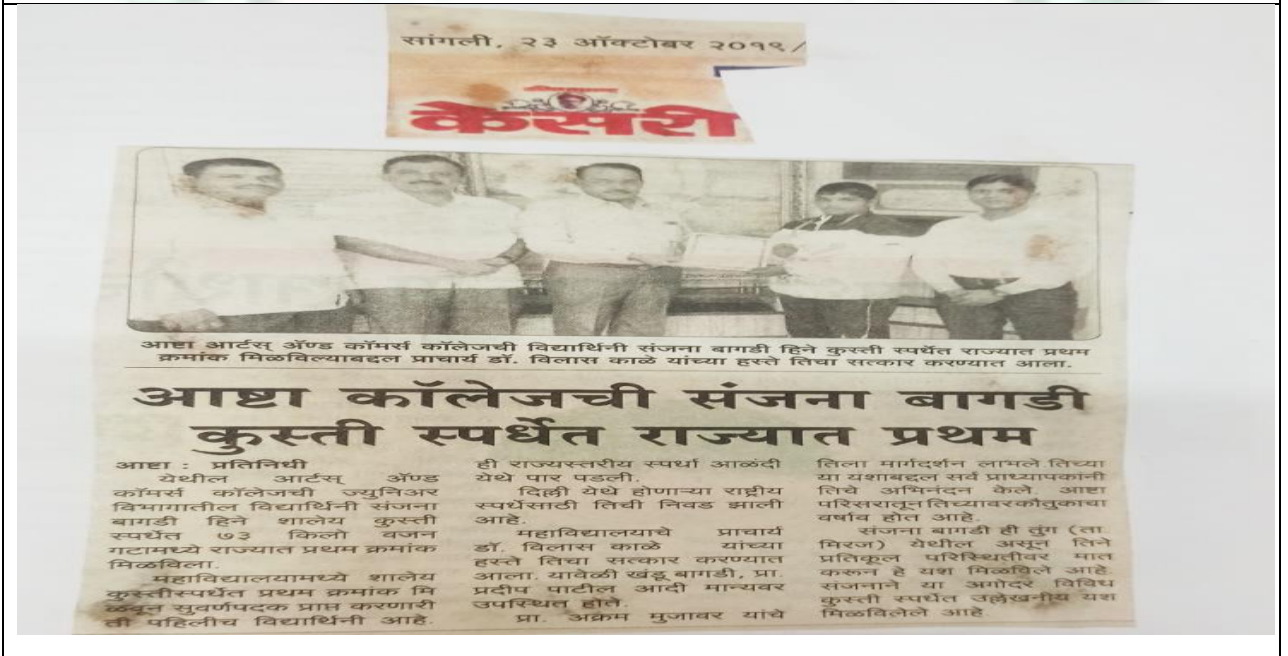 सांगली, २३ ऑक्टोबर २०१९/
केसरी
आष्टा आर्टस् ॲण्ड कॉमर्स कॉलेजची विद्यार्थिनी संजना बागडी हिने कुस्ती स्पर्धेत राज्यात प्रथम
क्रमांक मिळविल्याबद्दल प्राचार्य डॉ. विलास काळे यांच्या हस्ते तिचा सत्कार करण्यात आला.
आष्टा कॉलेजची संजना बागडी
कुस्ती स्पर्धेत राज्यात प्रथम
आष्टा : प्रतिनिधी
येथील आर्टस् ॲण्ड
कॉमर्स कॉलेजची ज्युनिअर
विभागातील विद्यार्थिनी संजना
बागडी हिने शालेय कुस्ती
स्पर्धेत ७३ किलो वजन
गटामध्ये राज्यात प्रथम क्रमांक
मिळविला.
महाविद्यालयामध्ये शालेय
कुस्तीस्पर्धेत प्रथम क्रमांक मि
ळवून सुवर्णपदक प्राप्त करणारी
ती पहिलीच विद्यार्थिनी आहे.
ही राज्यस्तरीय स्पर्धा आळंदी
येथे पार पडली.
दिल्ली येथे होणाऱ्या राष्ट्रीय
स्पर्धेसाठी तिची निवड झाली
आहे.
महाविद्यालयाचे प्राचार्य
डॉ. विलास काळे यांच्या
हस्ते तिचा सत्कार करण्यात
आला. यावेळी खंडू बागडी, प्रा.
प्रदीप पाटील आदी मान्यवर
उपस्थित होते.
प्रा. अक्रम मुजावर यांचे
तिला मार्गदर्शन लाभले.तिच्या
या यशाबद्दल सर्व प्राध्यापकांनी
तिचे अभिनंदन केले. आष्टा
परिसरातून तिच्यावर कौतुकाचा
वर्षाव होत आहे.
संजना बागडी ही तुंग (ता.
मिरज) येथील असून तिने
प्रतिकूल परिस्थितीवर मात
करून हे यश मिळविले आहे.
संजनाने या अगोदर विविध
कुस्ती स्पर्धेत उल्लेखनीय यश
मिळविलेले आहे.